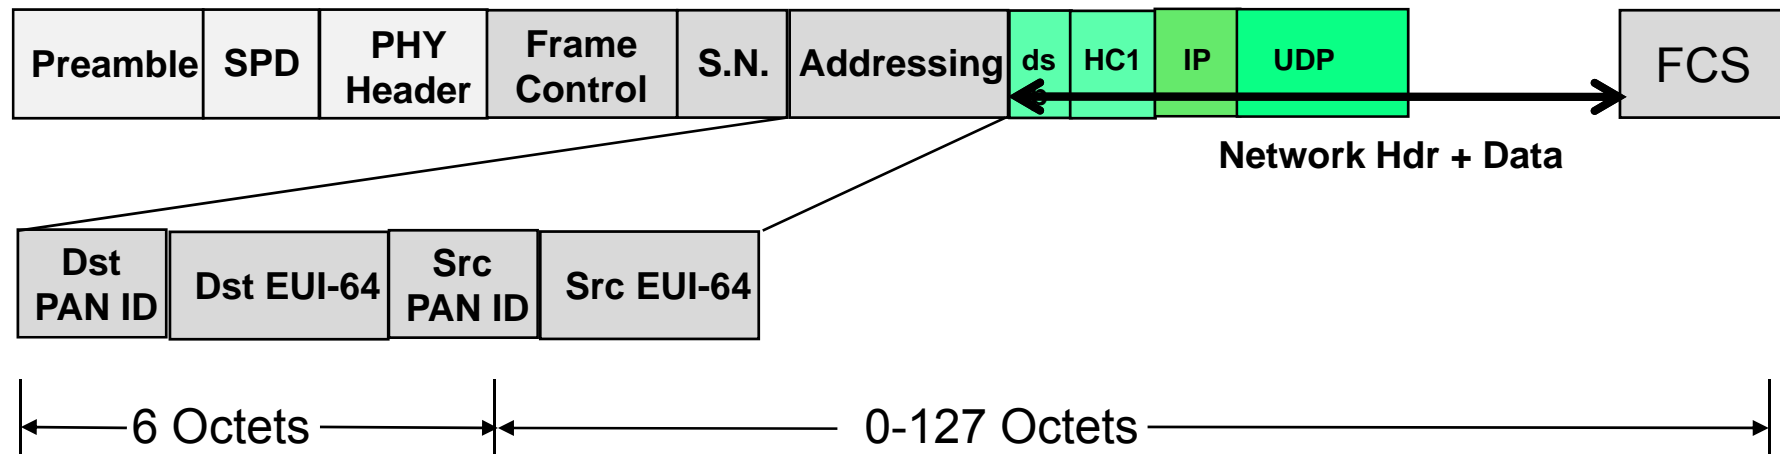 Preamble
SPD
PHY
Header
Frame
Control
S.N.
Addressing
ds
HC1
IP
UDP
FCS
Network Hdr + Data
Dst
PAN ID
Dst EUI-64
Src
PAN ID
Src EUI-64
6 Octets
0-127 Octets